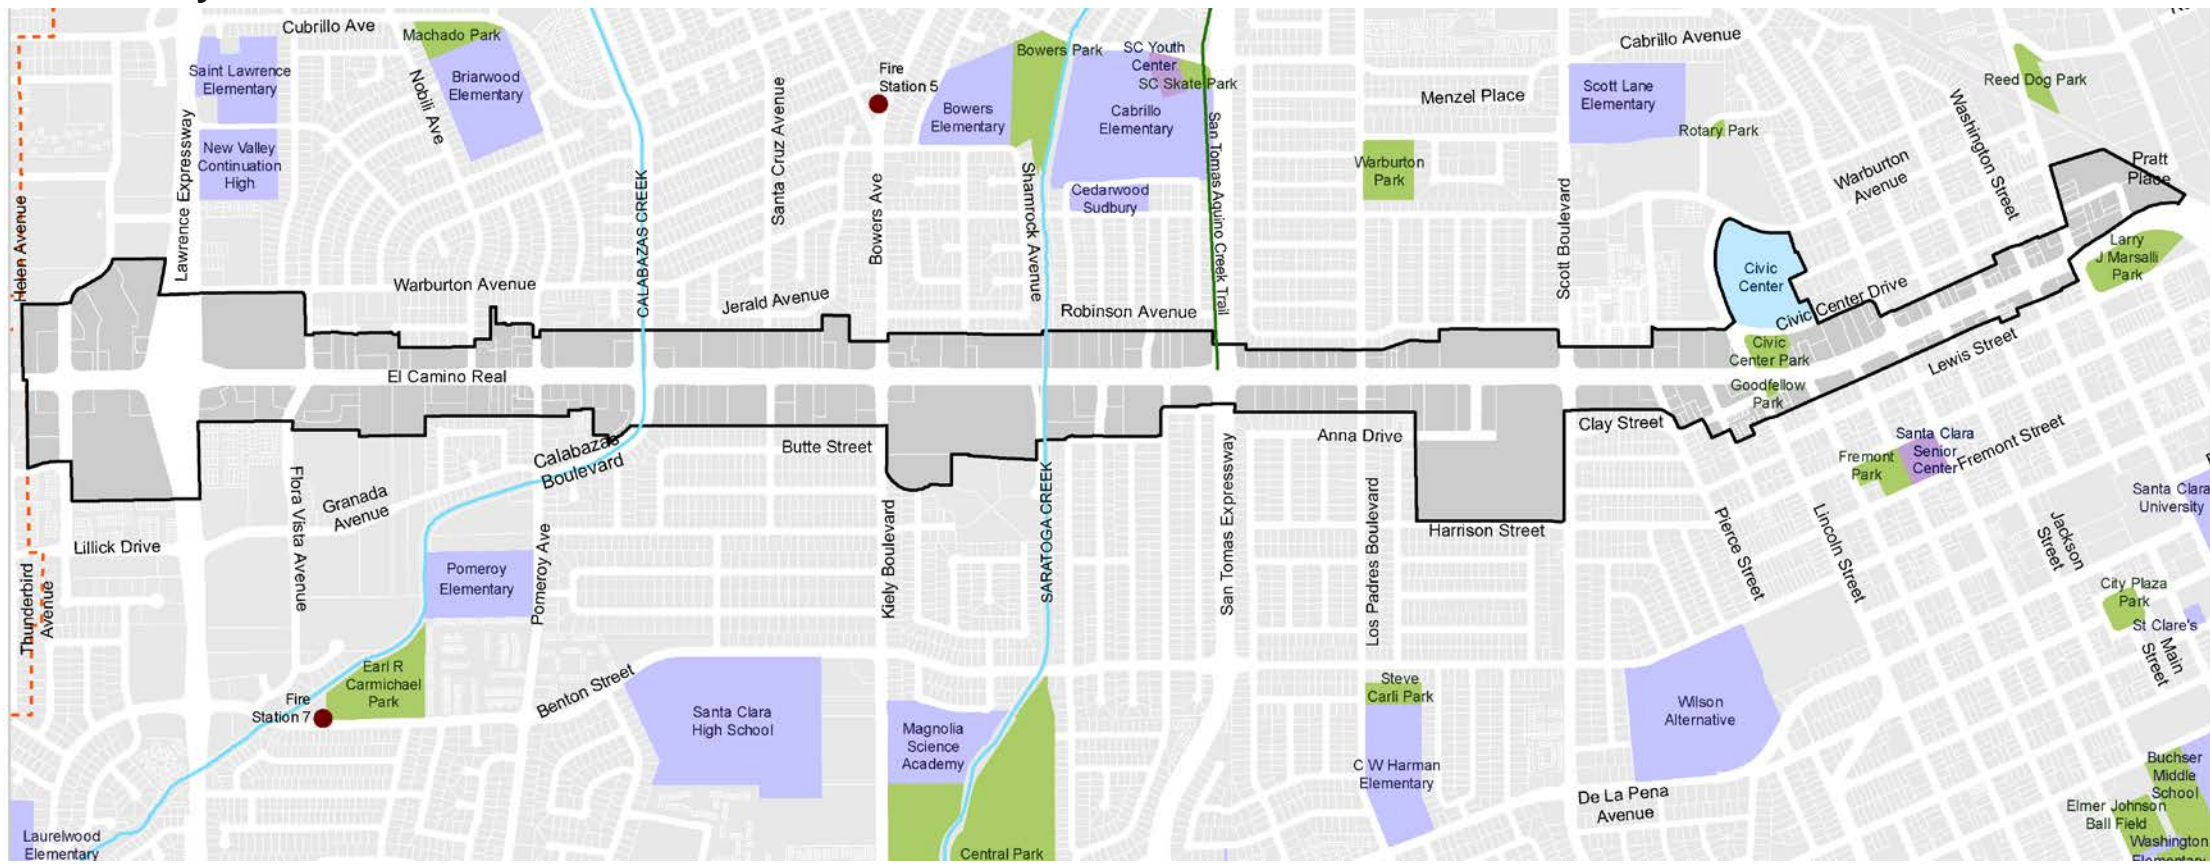 Cubrillo Ave
Machado Park
Saint Lawrence
Elementary
Nobili Ave
Briarwood
Elementary
New Valley
Continuation
High
Lawrence Expressway
Helen Avenue
CALABAZAS CREEK
Santa Cruz Avenue
Fire
Station 5
Bowers Ave
Bowers
Elementary
Bowers Park
SC Youth
Center
SC Skate Park
Cabrillo
Elementary
Shamrock Avenue
Cedarwood
Sudbury
San Tomas Aquino Creek Trail
Cabrillo Avenue
Menzel Place
Warburton
Park
Scott Lane
Elementary
Rotary Park
Scott Boulevard
Reed Dog Park
Washington Street
Warburton
Avenue
Pratt
Place
Larry
J Marsalli
Park
Civic
Center
Civic Center Drive
Warburton Avenue
Jerald Avenue
Robinson Avenue
El Camino Real
Civic
Center Park
Goodfellow
Park
Lewis Street
Butte Street
Anna Drive
Clay Street
Calabazas
Boulevard
Granada
Avenue
Flora Vista Avenue
Lillick Drive
Thunderbird
Avenue
Pomeroy
Elementary
Pomeroy Ave
Kiely Boulevard
SARATOGA CREEK
San Tomas Expressway
Los Padres Boulevard
Harrison Street
Fremont
Park
Santa Clara
Senior
Center
Fremont Street
Santa Clara
University
Pierce Street
Lincoln Street
Jackson
Street
City Plaza
Park
St Clare's
Main
Street
Earl R
Carmichael
Park
Fire
Station 7
Benton Street
Santa Clara
High School
Magnolia
Science
Academy
Central Park
Steve
Carli Park
C W Harman
Elementary
Wilson
Alternative
De La Pena
Avenue
Buchser
Middle
School
Elmer Johnson
Ball Field
Washington
Laurelwood
Elementary